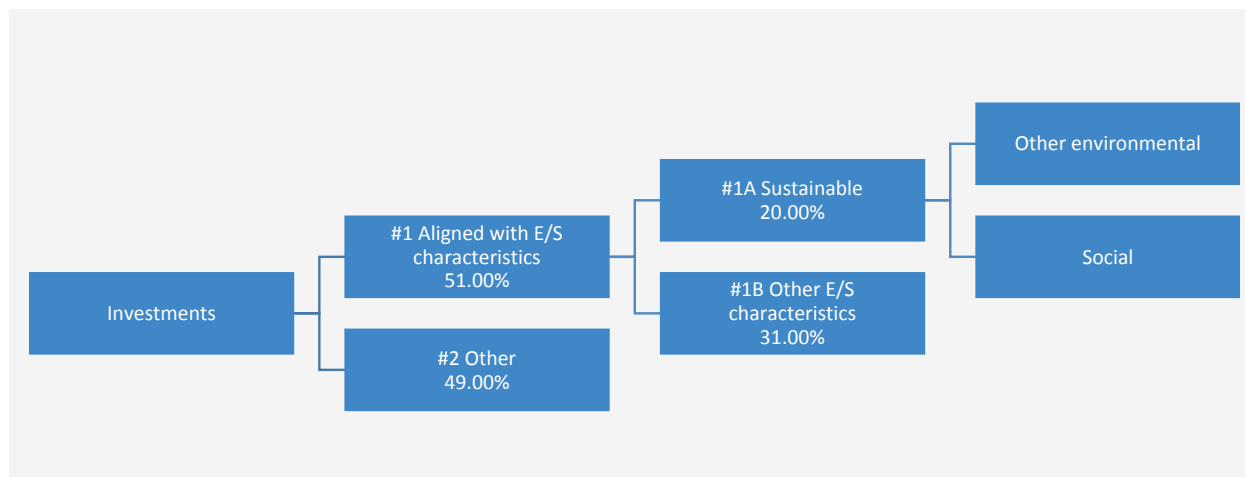 Investments
#1 Aligned with E/S
characteristics
51.00%
#2 Other
49.00%
#1A Sustainable
20.00%
#1B Other E/S
characteristics
31.00%
Other environmental
Social